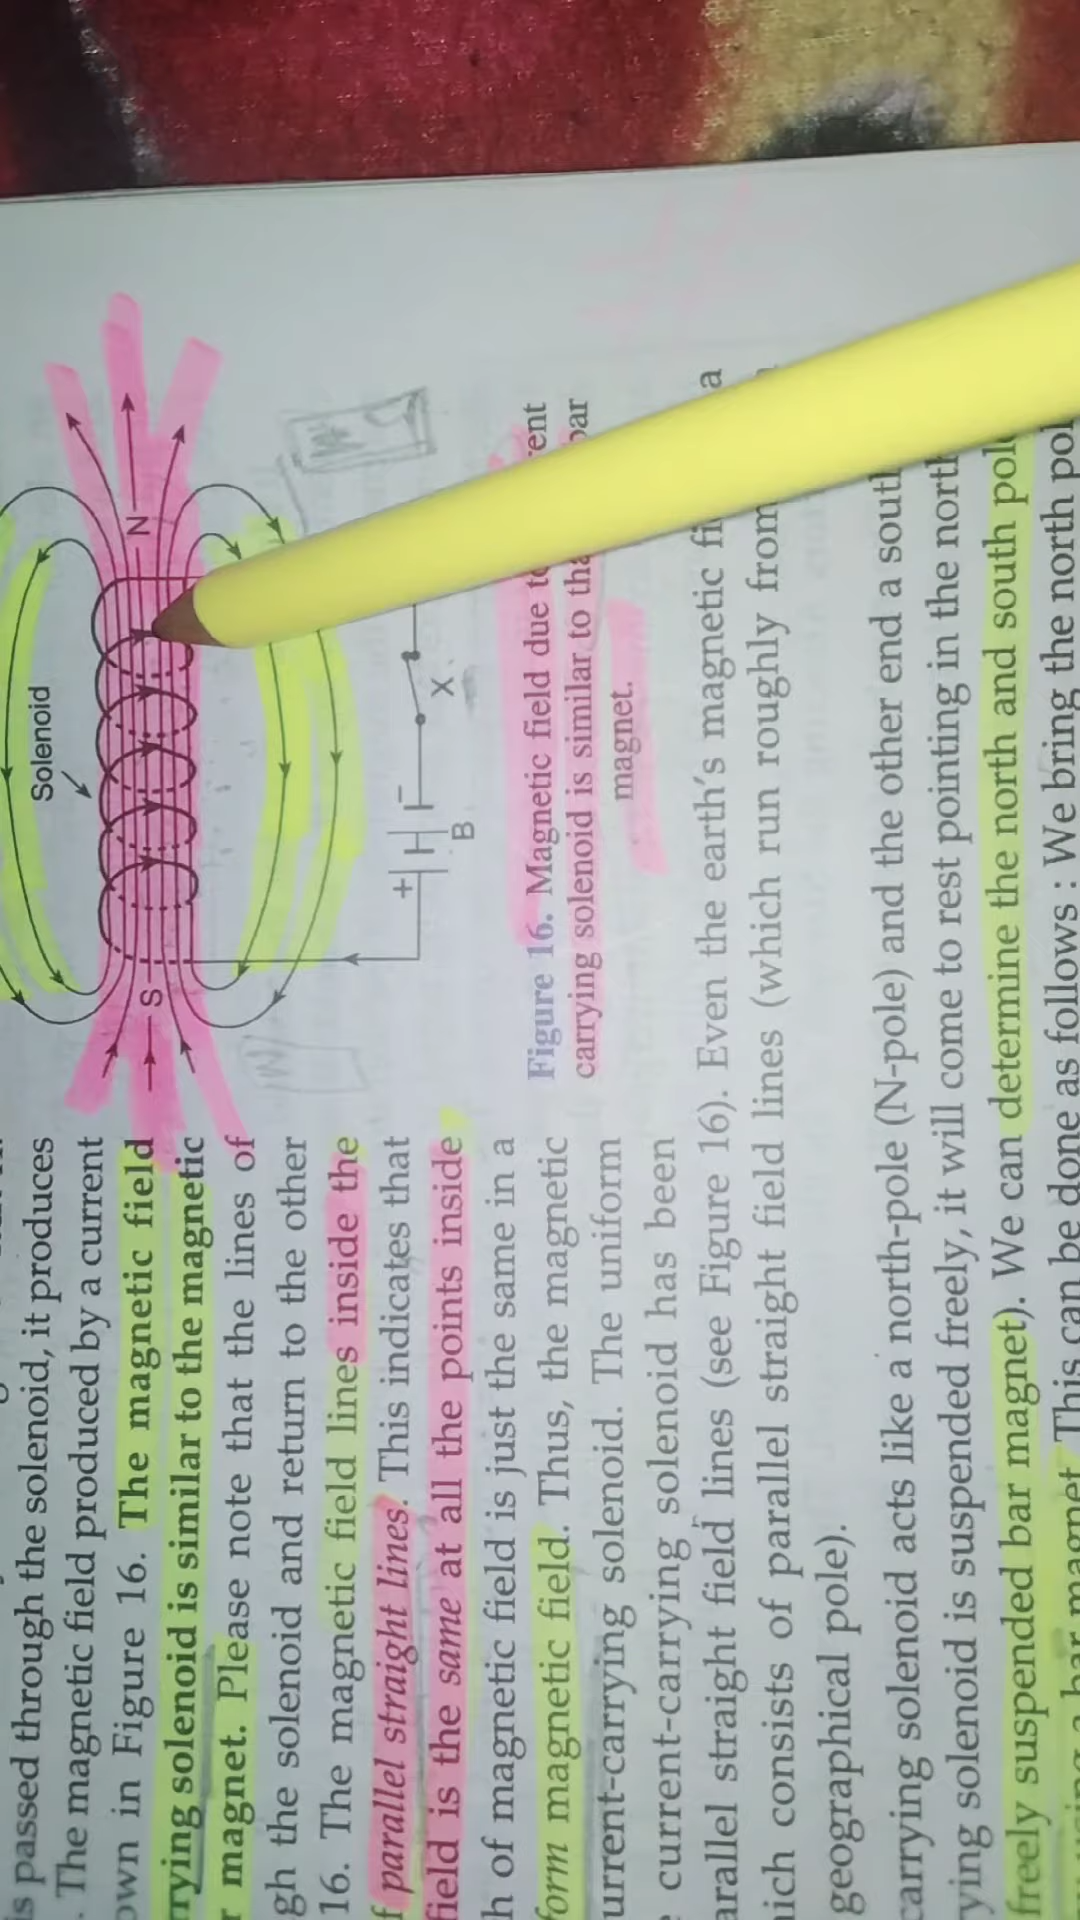 is passed through the solenoid, it produces
. The magnetic field produced by a current
own in Figure 16. The magnetic field
rying solenoid is similar to the magnetic
r magnet. Please note that the lines of
gh the solenoid and return to the other
16. The magnetic field lines inside the
f parallel straight lines. This indicates that
field is the same at all the points inside
h of magnetic field is just the same in a
form magnetic field. Thus, the magnetic
urrent-carrying solenoid. The uniform
current-carrying solenoid has been
Solenoid
S
N
+
−
B
X
Figure 16. Magnetic field due to
carrying solenoid is similar to
magnet.
arallel straight field lines (see Figure 16). Even the earth's magnetic a
ich consists of parallel straight field lines (which run roughly from
geographical pole).
carrying solenoid acts like a north-pole (N-pole) and the other end a
ying solenoid is suspended freely, it will come to rest pointing in the
freely suspended bar magnet). We can determine the north and south
This can be done as follows : We bring the north